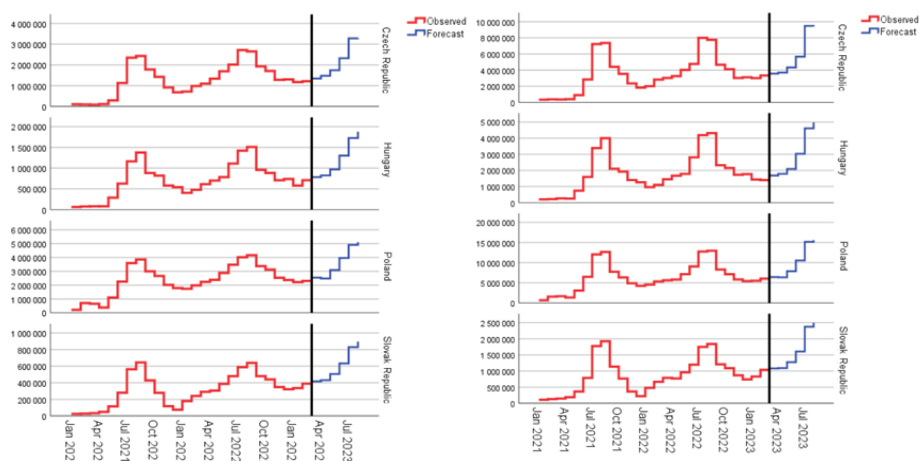 4 000 000
3 000 000
2 000 000
1 000 000
0
Czech Republic
2 000 000
1 500 000
1 000 000
500 000
0
Hungary
6 000 000
5 000 000
4 000 000
3 000 000
2 000 000
1 000 000
0
Poland
1 000 000
800 000
600 000
400 000
200 000
0
Slovak Republic
Jan 2021
Apr 2021
Jul 2021
Oct 2021
Jan 2022
Apr 2022
Jul 2022
Oct 2022
Jan 2023
Apr 2023
Jul 2023
Observed
Forecast
10 000 000
8 000 000
6 000 000
4 000 000
2 000 000
0
Czech Republic
5 000 000
4 000 000
3 000 000
2 000 000
1 000 000
0
Hungary
20 000 000
15 000 000
10 000 000
5 000 000
0
Poland
2 500 000
2 000 000
1 500 000
1 000 000
500 000
0
Slovak Republic
Jan 2021
Apr 2021
Jul 2021
Oct 2021
Jan 2022
Apr 2022
Jul 2022
Oct 2022
Jan 2023
Apr 2023
Jul 2023
Observed
Forecast